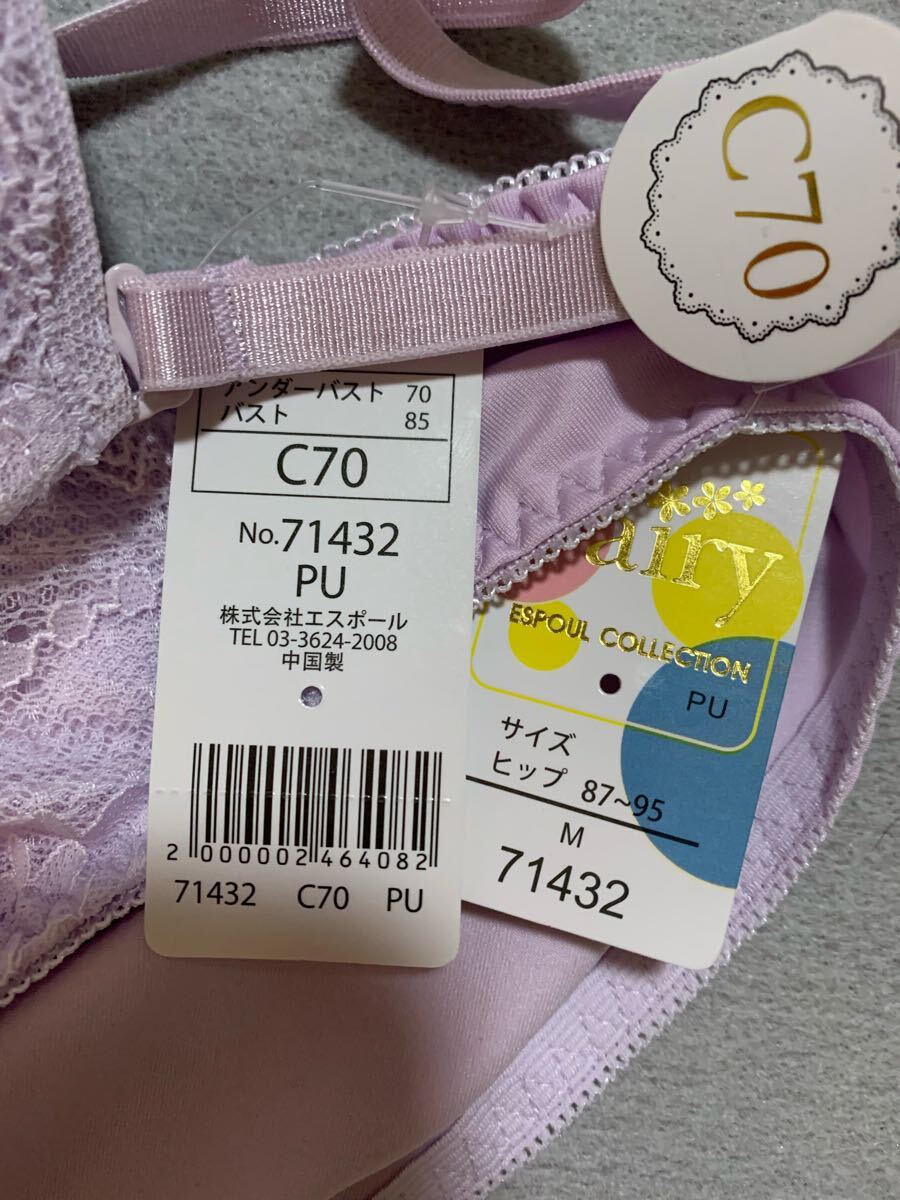 C70
アンダーバスト 70
バスト 85
C70
No.71432
PU
株式会社エスポール
TEL 03-3624-2008
中国製
2 000002 464082
71432 C70 PU
airy
ESPOUL COLLECTION
PU
サイズ
ヒップ 87~95
M
71432